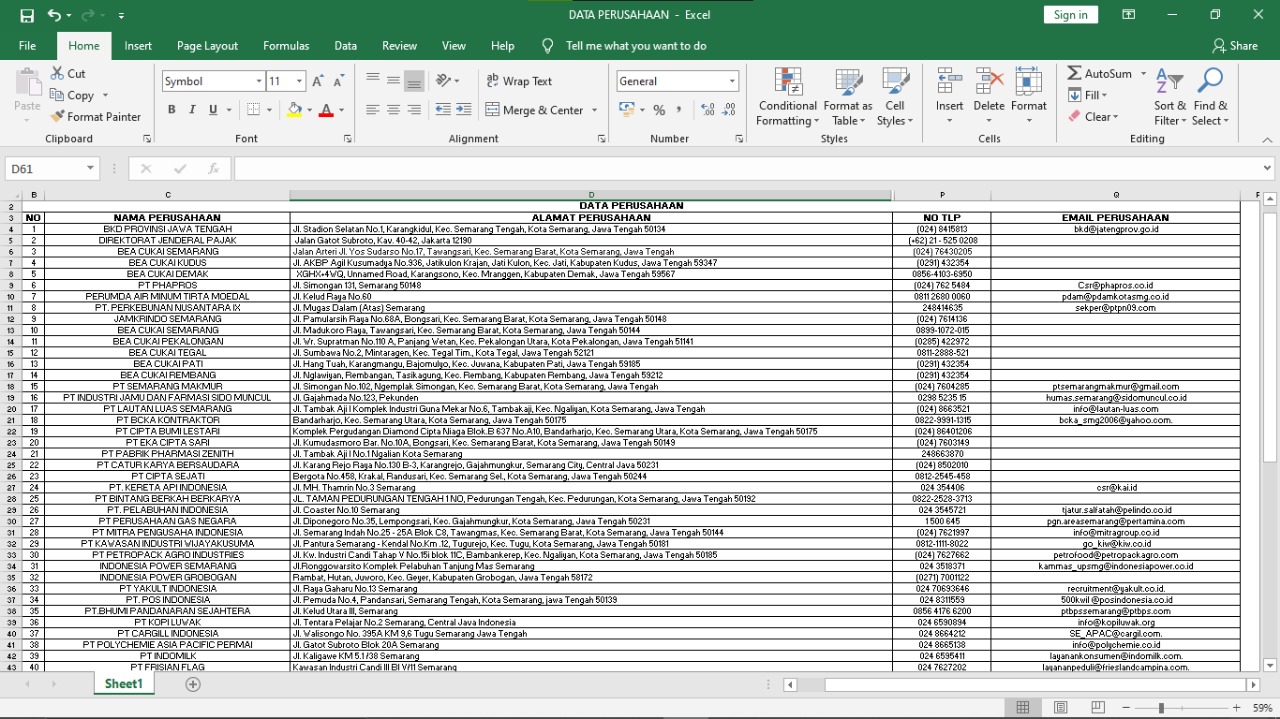 DATA PERUSAHAAN - Excel
Sign in
File Home Insert Page Layout Formulas Data Review View Help Tell me what you want to do Share
Paste Cut Copy Format Painter Clipboard
Symbol 11 B I U Font
Wrap Text Merge & Center Alignment
General % Number
Conditional Formatting Format as Table Cell Styles Styles
Insert Delete Format Cells
AutoSum Fill Clear Sort & Filter Find & Select Editing
D61 fx
B C D P Q F
2 DATA PERUSAHAAN
3 NO NAMA PERUSAHAAN ALAMAT PERUSAHAAN NO TLP EMAIL PERUSAHAAN
4 1 BKD PROVINSI JAWA TENGAH Jl. Stadion Selatan No.1, Karangkidul, Kec. Semarang Tengah, Kota Semarang, Jawa Tengah 50134 (024) 8415813 bkd@jatengprov.go.id
5 2 DIREKTORAT JENDERAL PAJAK Jalan Gatot Subroto, Kav. 40-42, Jakarta 12190 (+62) 21 - 525 0208
6 3 BEA CUKAI SEMARANG Jalan Arteri Jl. Yos Sudarso No.17, Tawangsari, Kec. Semarang Barat, Kota Semarang, Jawa Tengah (024) 76430205
7 4 BEA CUKAI KUDUS Jl. AKBP Agil Kusumadya No.936, Jatikulon Krajan, Jati Kulon, Kec. Jati, Kabupaten Kudus, Jawa Tengah 59347 (0291) 432354
8 5 BEA CUKAI DEMAK XGHX+4WQ, Unnamed Road, Karangsono, Kec. Mranggen, Kabupaten Demak, Jawa Tengah 59567 0856-4103-6950
9 6 PT PHAPROS Jl. Simongan 131, Semarang 50148 (024) 762 5484 Csr@phapros.co.id
10 7 PERUMDA AIR MINUM TIRTA MOEDAL Jl. Kelud Raya No.60 0811 2680 0060 pdam@pdamkotasmg.co.id
11 8 PT. PERKEBUNAN NUSANTARA IX Jl. Mugas Dalam (Atas) Semarang 248414635 sekper@ptpn09.com
12 9 JAMKRINDO SEMARANG Jl. Pamularsih Raya No.68A, Bongsari, Kec. Semarang Barat, Kota Semarang, Jawa Tengah 50148 (024) 7614136
13 10 BEA CUKAI SEMARANG Jl. Madukoro Raya, Tawangsari, Kec. Semarang Barat, Kota Semarang, Jawa Tengah 50144 0899-1072-015
14 11 BEA CUKAI PEKALONGAN Jl. Wr. Supratman No.110 A, Panjang Wetan, Kec. Pekalongan Utara, Kota Pekalongan, Jawa Tengah 51141 (0285) 422972
15 12 BEA CUKAI TEGAL Jl. Sumbawa No.2, Mintaragen, Kec. Tegal Tim., Kota Tegal, Jawa Tengah 52121 0811-2888-521
16 13 BEA CUKAI PATI Jl. Hang Tuah, Karangmangu, Bajomulyo, Kec. Juwana, Kabupaten Pati, Jawa Tengah 59185 (0291) 432354
17 14 BEA CUKAI REMBANG Jl. Nglawiyan, Rembangan, Tasikagung, Kec. Rembang, Kabupaten Rembang, Jawa Tengah 59212 (0291) 432354
18 15 PT SEMARANG MAKMUR Jl. Simongan No.102, Ngemplak Simongan, Kec. Semarang Barat, Kota Semarang, Jawa Tengah (024) 7604285 ptsemarangmakmur@gmail.com
19 16 PT INDUSTRI JAMU DAN FARMASI SIDO MUNCUL Jl. Gajahmada No.123, Pekunden 0298 5235 15 humas.semarang@sidomuncul.co.id
20 17 PT LAUTAN LUAS SEMARANG Jl. Tambak Aji I Komplek Industri Guna Mekar No.6, Tambakaji, Kec. Ngaliyan, Kota Semarang, Jawa Tengah (024) 8663521 info@lautan-luas.com
21 18 PT BCKA KONTRAKTOR Bandarharjo, Kec. Semarang Utara, Kota Semarang, Jawa Tengah 50175 0822-9991-1315 bcka_smg2006@yahoo.com.
22 19 PT CIPTA BUMI LESTARI Komplek Pergudangan Diamond Cipta Niaga Blok.B 637 No.A10, Bandarharjo, Kec. Semarang Utara, Kota Semarang, Jawa Tengah 50175 (024) 86401206
23 20 PT EKA CIPTA SARI Jl. Kumudasmoro Bar. No.10A, Bongsari, Kec. Semarang Barat, Kota Semarang, Jawa Tengah 50149 (024) 7603149
24 21 PT PABRIK PHARMASI ZENITH Jl. Tambak Aji I No.1 Ngalian Kota Semarang 248663870
25 22 PT CATUR KARYA BERSAUDARA Jl. Karang Rejo Raya No.130 B-3, Karangrejo, Gajahmungkur, Semarang City, Central Java 50231 (024) 8502010
26 23 PT CIPTA SEJATI Bergota No.458, Krakal, Randusari, Kec. Semarang Sel., Kota Semarang, Jawa Tengah 50244 0812-2545-458
27 24 PT. KERETA API INDONESIA Jl. MH. Thamrin No.3 Semarang 024 354406 csr@kai.id
28 25 PT BINTANG BERKAH BERKARYA JL. TAMAN PEDURUNGAN TENGAH 1 NO, Pedurungan Tengah, Kec. Pedurungan, Kota Semarang, Jawa Tengah 50192 0822-2528-3713
29 26 PT. PELABUHAN INDONESIA Jl. Coaster No.10 Semarang 024 3545721 tjatur.salfatah@pelindo.co.id
30 27 PT PERUSAHAAN GAS NEGARA Jl. Diponegoro No.35, Lempongsari, Kec. Gajahmungkur, Kota Semarang, Jawa Tengah 50231 1 500 645 pgn.areasemarang@pertamina.com
31 28 PT MITRA PENGUSAHA INDONESIA Jl. Semarang Indah No.25 - 25A Blok C8, Tawangmas, Kec. Semarang Barat, Kota Semarang, Jawa Tengah 50144 (024) 7621997 info@mitragroup.co.id
32 29 PT KAWASAN INDUSTRI WIJAYAKUSUMA Jl. Pantura Semarang - Kendal No.Km. 12, Tugurejo, Kec. Tugu, Kota Semarang, Jawa Tengah 50181 0812-1111-8022 go_kiw@kiw.co.id
33 30 PT PETROPACK AGRO INDUSTRIES Jl. Kw. Industri Candi Tahap V No.15i blok 11C, Bambankerep, Kec. Ngaliyan, Kota Semarang, Jawa Tengah 50185 (024) 7627662 petrofood@petropackagro.com
34 31 INDONESIA POWER SEMARANG Jl.Ronggowarsito Komplek Pelabuhan Tanjung Mas Semarang 024 3518371 kammas_upsmg@indonesiapower.co.id
35 32 INDONESIA POWER GROBOGAN Rambat, Hutan, Juworo, Kec. Geyer, Kabupaten Grobogan, Jawa Tengah 58172 (0271) 7001122
36 33 PT YAKULT INDONESIA Jl. Raya Gaharu No.13 Semarang 024 70693646 recruitment@yakult.co.id.
37 34 PT. POS INDONESIA Jl. Pemuda No.4, Pandansari, Semarang Tengah, Kota Semarang, jawa Tengah 50139 024 8311559 500kwil@posindonesia.co.id
38 35 PT.BHUMI PANDANARAN SEJAHTERA Jl. Kelud Utara III, Semarang 0856 4176 6200 ptbpssemarang@ptbps.com
39 36 PT KOPI LUWAK Jl. Tentara Pelajar No.2 Semarang, Central Java Indonesia 024 6590894 info@kopiluwak.org
40 37 PT CARGILL INDONESIA Jl. Walisongo No. 395A KM 9,6 Tugu Semarang Jawa Tengah 024 8664212 SE_APAC@cargil.com.
41 38 PT POLYCHEMIE ASIA PACIFIC PERMAI Jl. Gatot Subroto Blok 20A Semarang 024 8665138 info@polychemie.co.id
42 39 PT INDOMILK Jl. Kaligawe KM 5.1 /38 Semarang 024 6595411 layanankonsumen@indomilk.com.
43 40 PT FRISIAN FLAG Kawasan Industri Candi III Bl V/11 Semarang 024 7627202 layananpeduli@frieslandcampina.com.
Sheet1
59%